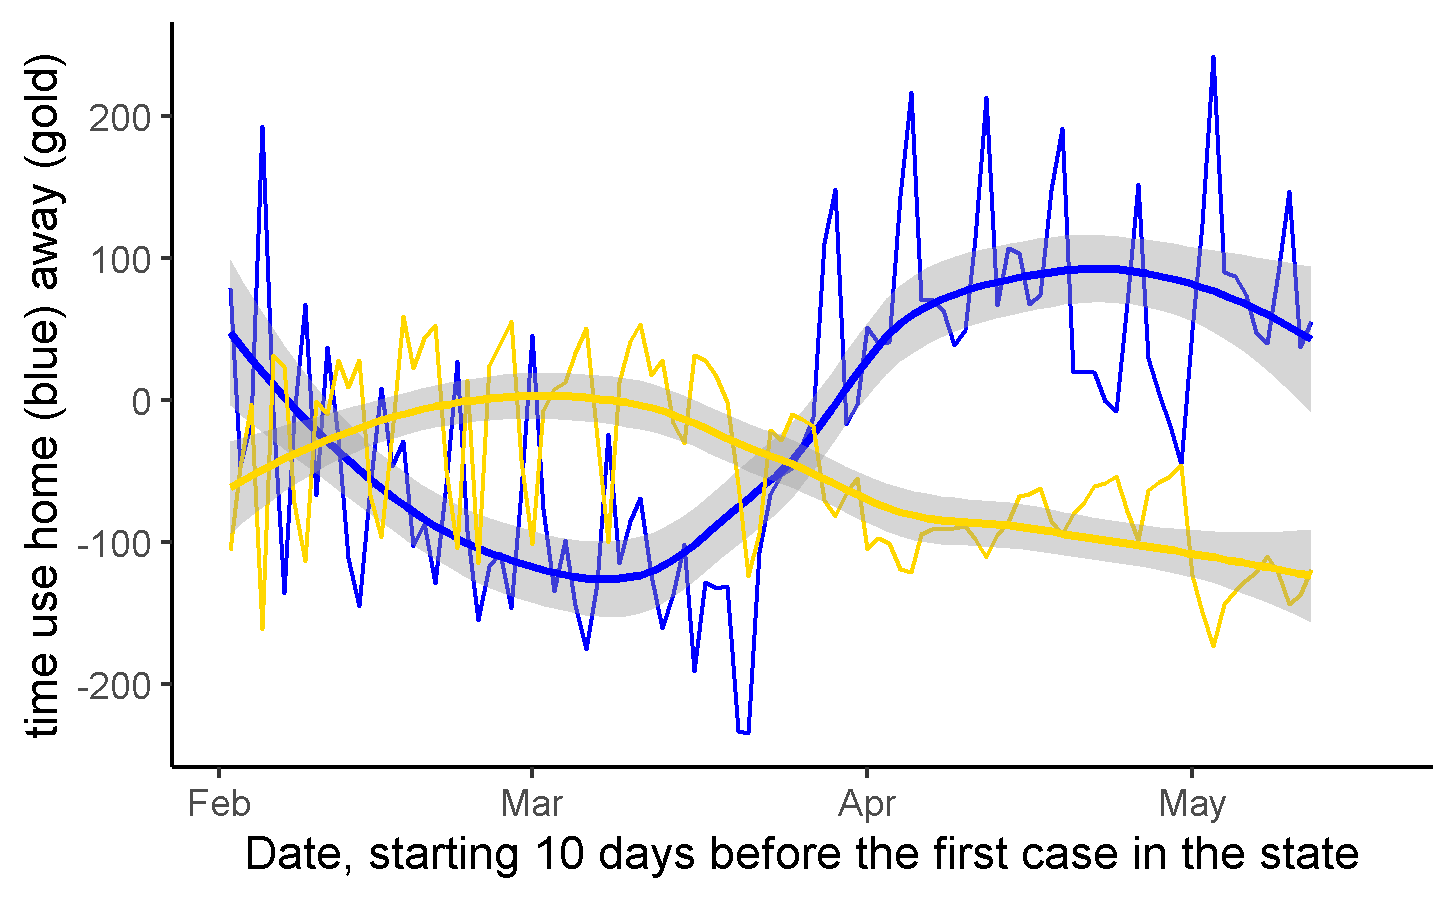 time use home (blue) away (gold)
200
100
0
-100
-200
Feb Mar Apr May
Date, starting 10 days before the first case in the state